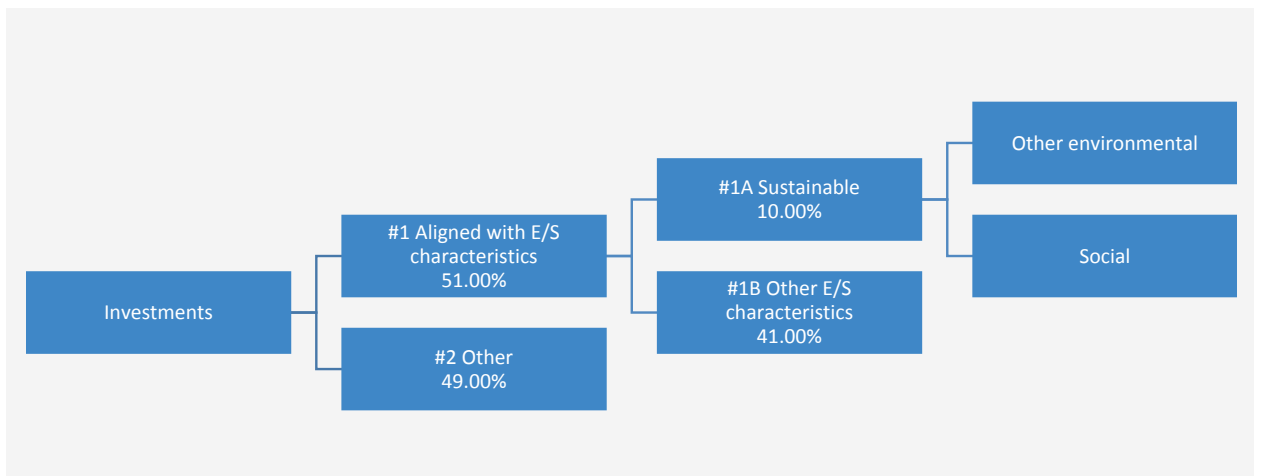 Investments
#1 Aligned with E/S
characteristics
51.00%
#2 Other
49.00%
#1A Sustainable
10.00%
#1B Other E/S
characteristics
41.00%
Other environmental
Social